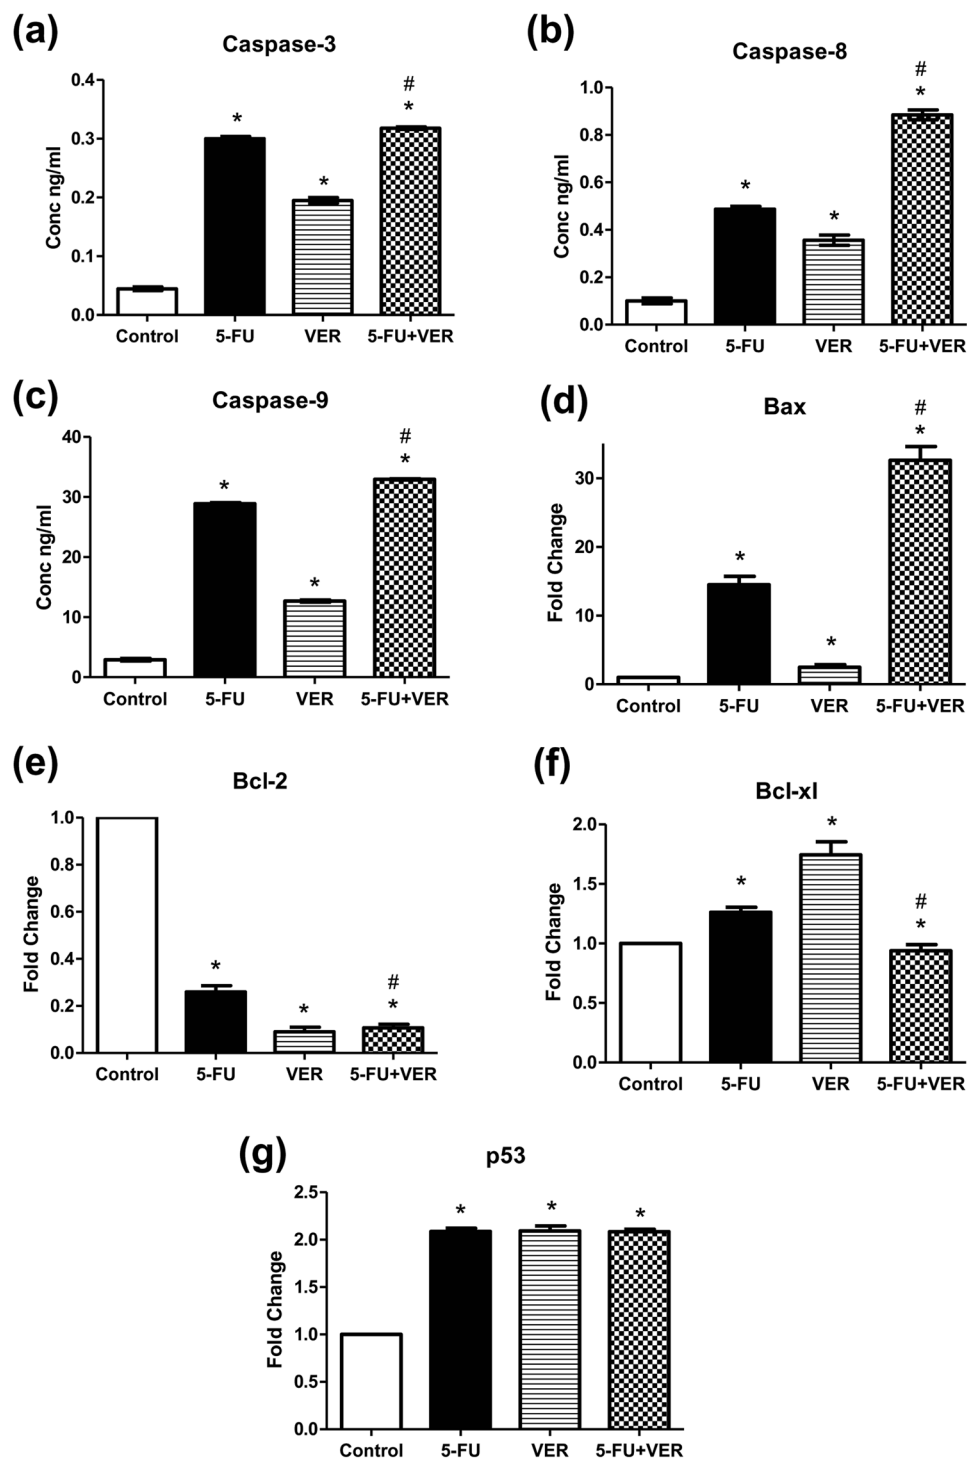 (a)
Caspase-3
Conc ng/ml
0.4
0.3
0.2
0.1
0.0
*
*
#
*
Control 5-FU VER 5-FU+VER
(b)
Caspase-8
Conc ng/ml
1.0
0.8
0.6
0.4
0.2
0.0
*
*
#
*
Control 5-FU VER 5-FU+VER
(c)
Caspase-9
Conc ng/ml
40
30
20
10
0
*
*
#
*
Control 5-FU VER 5-FU+VER
(d)
Bax
Fold Change
30
20
10
0
*
*
#
*
Control 5-FU VER 5-FU+VER
(e)
Bcl-2
Fold Change
1.0
0.8
0.6
0.4
0.2
0.0
*
*
#
*
Control 5-FU VER 5-FU+VER
(f)
Bcl-xl
Fold Change
2.0
1.5
1.0
0.5
0.0
*
*
#
*
Control 5-FU VER 5-FU+VER
(g)
p53
Fold Change
2.5
2.0
1.5
1.0
0.5
0.0
*
*
*
Control 5-FU VER 5-FU+VER